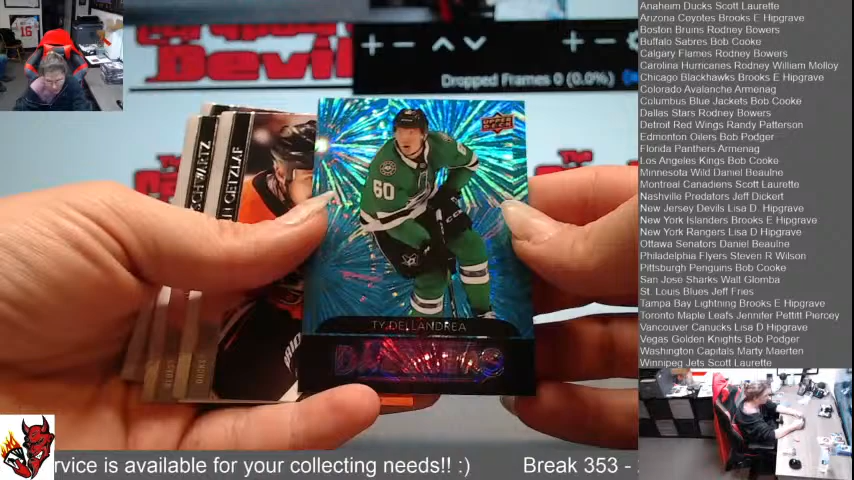 Anaheim Ducks Scott Laurette
Arizona Coyotes Brooks E Hipgrave
Boston Bruins Rodney Bowers
Buffalo Sabres Bob Cooke
Calgary Flames Rodney Bowers
Carolina Hurricanes Rodney William Molloy
Chicago Blackhawks Brooks E Hipgrave
Colorado Avalanche Armenag
Culumbus Blue Jackets Bob Cooke
Dallas Stars Rodney Bowers
Detroit Red Wings Randy Patterson
Edmonton Oilers Bob Podger
Florida Panthers Armenag
Los Angeles Kings Bob Cooke
Minnesota Wild Daniel Beaulne
Montreal Canadiens Scott Laurette
Nashville Predators Jeff Dickert
New Jersey Devils Lisa D. Hipgrave
New York Islanders Brooks E Hipgrave
New York Rangers Lisa D Hipgrave
Ottawa Senators Daniel Beaulne
Philadelphia Flyers Steven R Wilson
Pittsburgh Penguins Bob Cooke
San Jose Sharks Walt Glomba
St. Louis Blues Jeff Fries
Tampa Bay Lightning Brooks E Hipgrave
Toronto Maple Leafs Jennifer Pettitt Piercey
Vancouver Canucks Lisa D Hipgrave
Vegas Golden Knights Bob Podger
Washington Capitals Marty Maerten
Winnipeg Jets Scott Laurette
Dropped Frames 0 (0.0%)
16
Devil
SCHWARTZ
GETZLAF
UPPER DECK
60
TY DELLANDREA
DAZZLERS
rvice is available for your collecting needs!! :)
Break 353 -